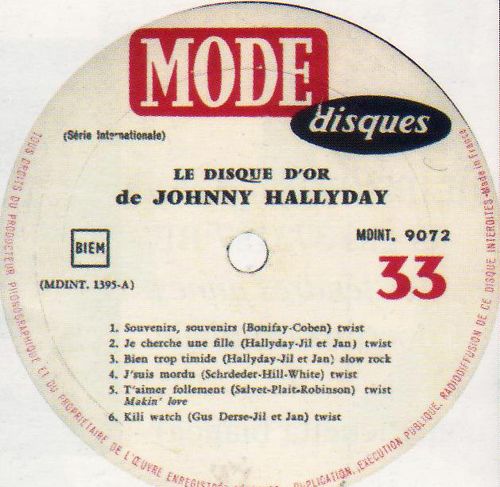 MODE
disques
(Série Internationale)
LE DISQUE D'OR
de JOHNNY HALLYDAY
BIEM
MDINT. 9072
(MDINT. 1395-A)
33
1. Souvenirs, souvenirs (Bonifay-Coben) twist
2. Je cherche une fille (Hallyday-Jil et Jan) twist
3. Bien trop timide (Hallyday-Jil et Jan) slow rock
4. J'suis mordu (Schrdeder-Hill-White) twist
5. T'aimer follement (Salvet-Plait-Robinson) twist
Makin' love
6. Kili watch (Gus Derse-Jil et Jan) twist
TOUS DROITS DU PRODUCTEUR PHONOGRAPHIQUE ET DU PROPRIETAIRE DE L'ŒUVRE ENREGISTRÉE DUPLICATION, EXECUTION PUBLIQUE, RADIODIFFUSION DE CE DISQUE INTERDITES - Made in France